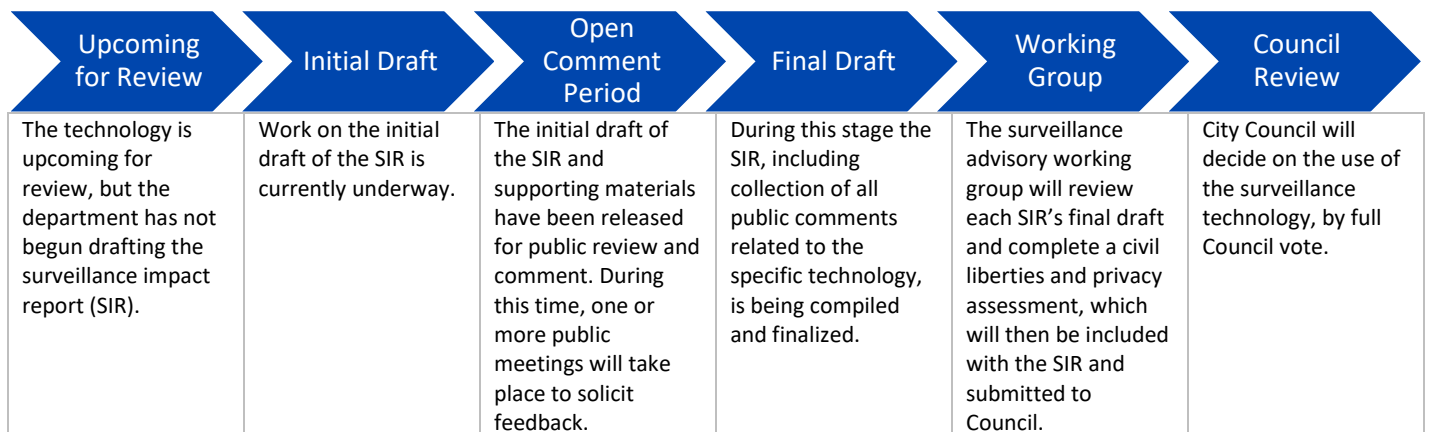 Upcoming
for Review
Initial Draft
Open
Comment
Period
Final Draft
Working
Group
Council
Review
The technology is
upcoming for
review, but the
department has not
begun drafting the
surveillance impact
report (SIR).
Work on the initial
draft of the SIR is
currently underway.
The initial draft of
the SIR and
supporting materials
have been released
for public review and
comment. During
this time, one or
more public
meetings will take
place to solicit
feedback.
During this stage the
SIR, including
collection of all
public comments
related to the
specific technology,
is being compiled
and finalized.
The surveillance
advisory working
group will review
each SIR’s final draft
and complete a civil
liberties and privacy
assessment, which
will then be included
with the SIR and
submitted to
Council.
City Council will
decide on the use of
the surveillance
technology, by full
Council vote.